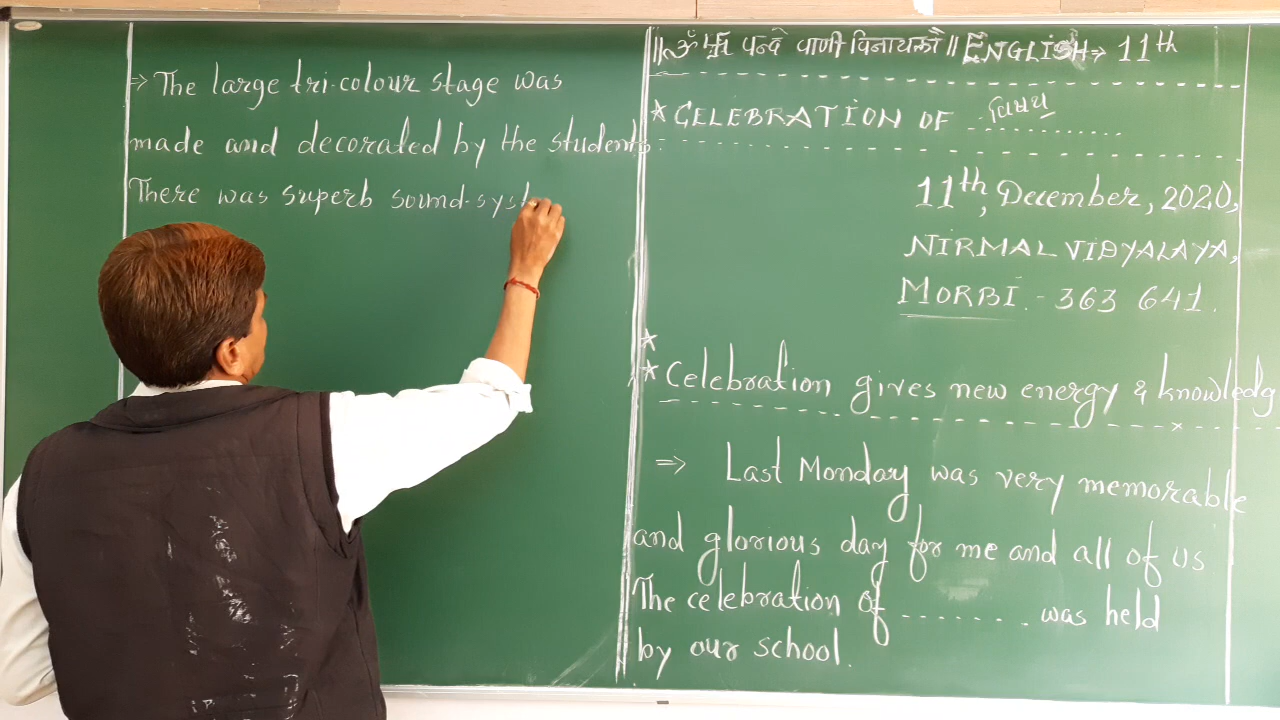 ⇒ The large tri-colour stage was
made and decorated by the students.
There was superb sound-syst
॥ ॐ 卐 वन्दे वाणी विनायकौ ॥ ENGLISH → 11th
* CELEBRATION OF વિષય ............
11th, December, 2020,
NIRMAL VIDYALAYA,
MORBI. - 363 641.
*
* Celebration gives new energy & knowledg
⇒ Last Monday was very memorable
and glorious day for me and all of us
The celebration of ........ was held
by our school.